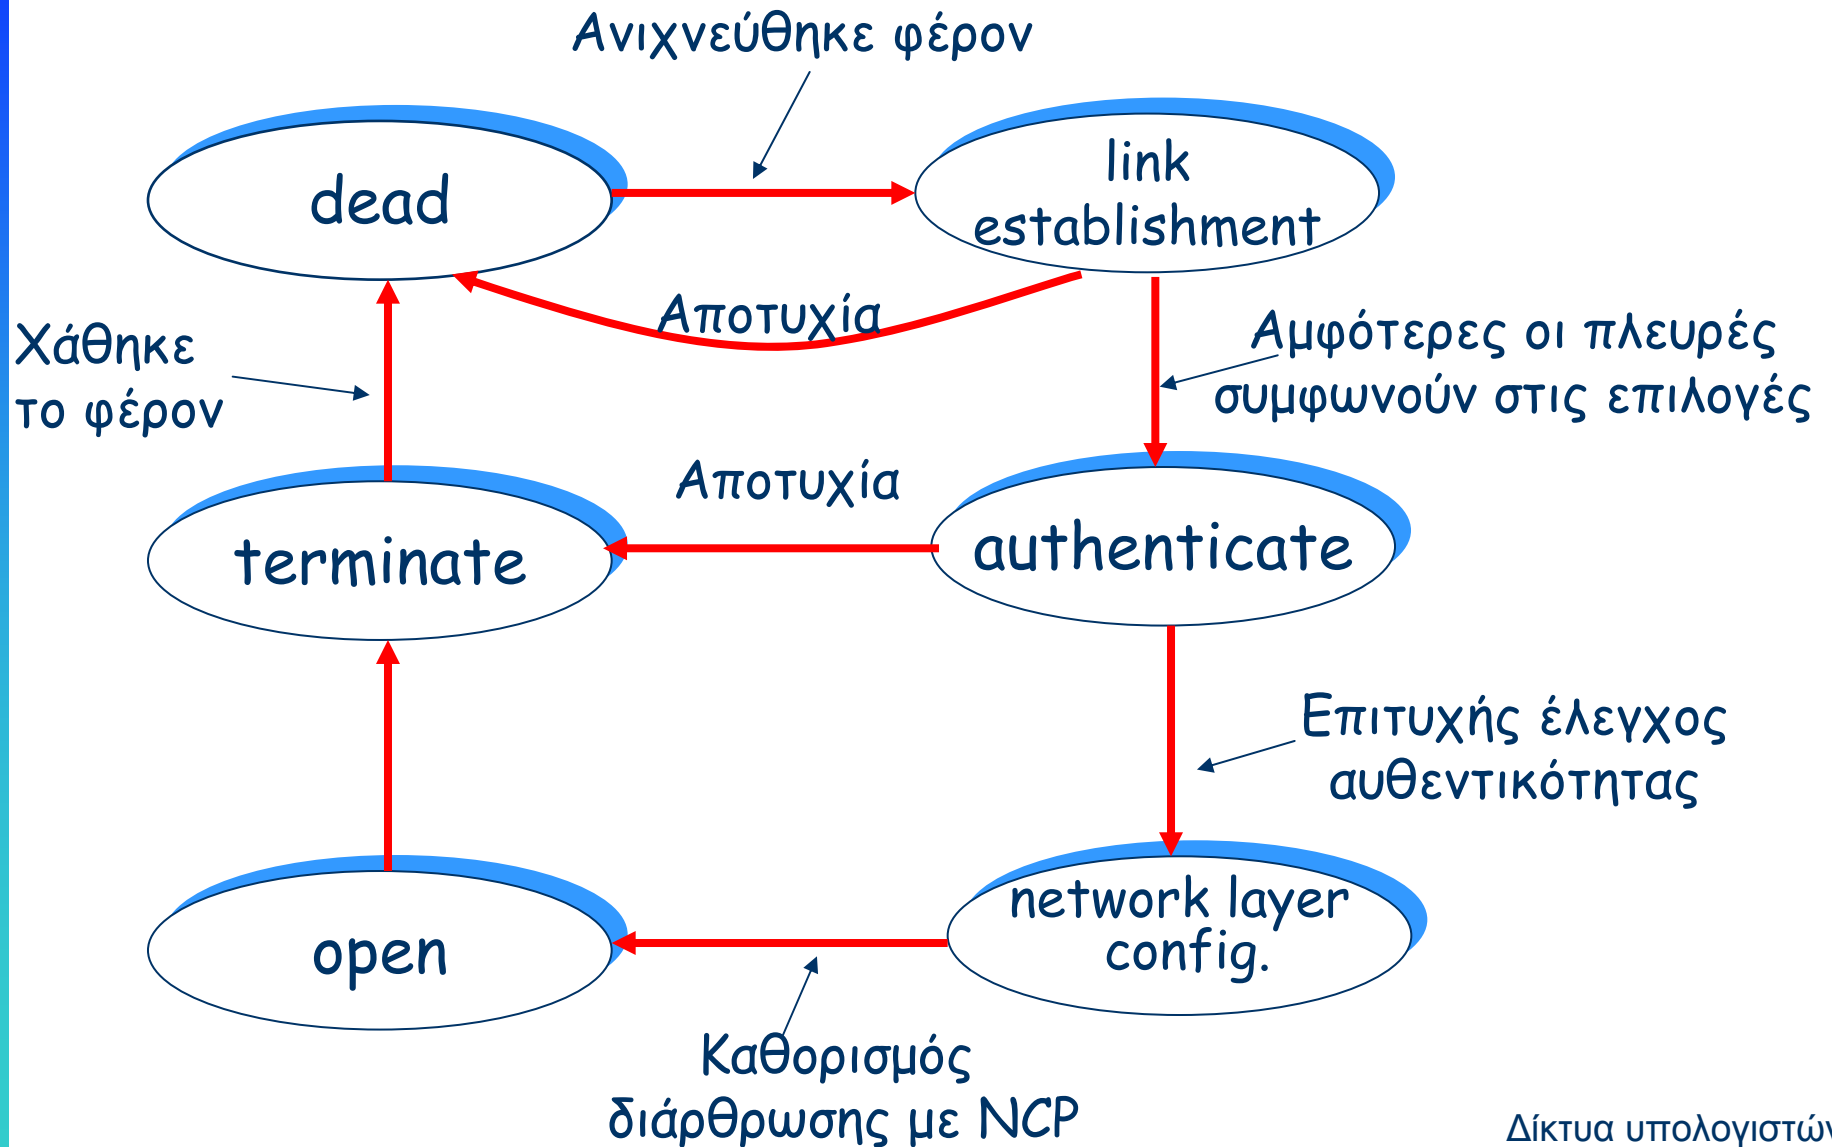 Ανιχνεύθηκε φέρον
dead
link
establishment
Αποτυχία
Χάθηκε
το φέρον
Αμφότερες οι πλευρές
συμφωνούν στις επιλογές
Αποτυχία
terminate
authenticate
Επιτυχής έλεγχος
αυθεντικότητας
open
network layer
config.
Καθορισμός
διάρθρωσης με NCP
Δίκτυα υπολογιστών